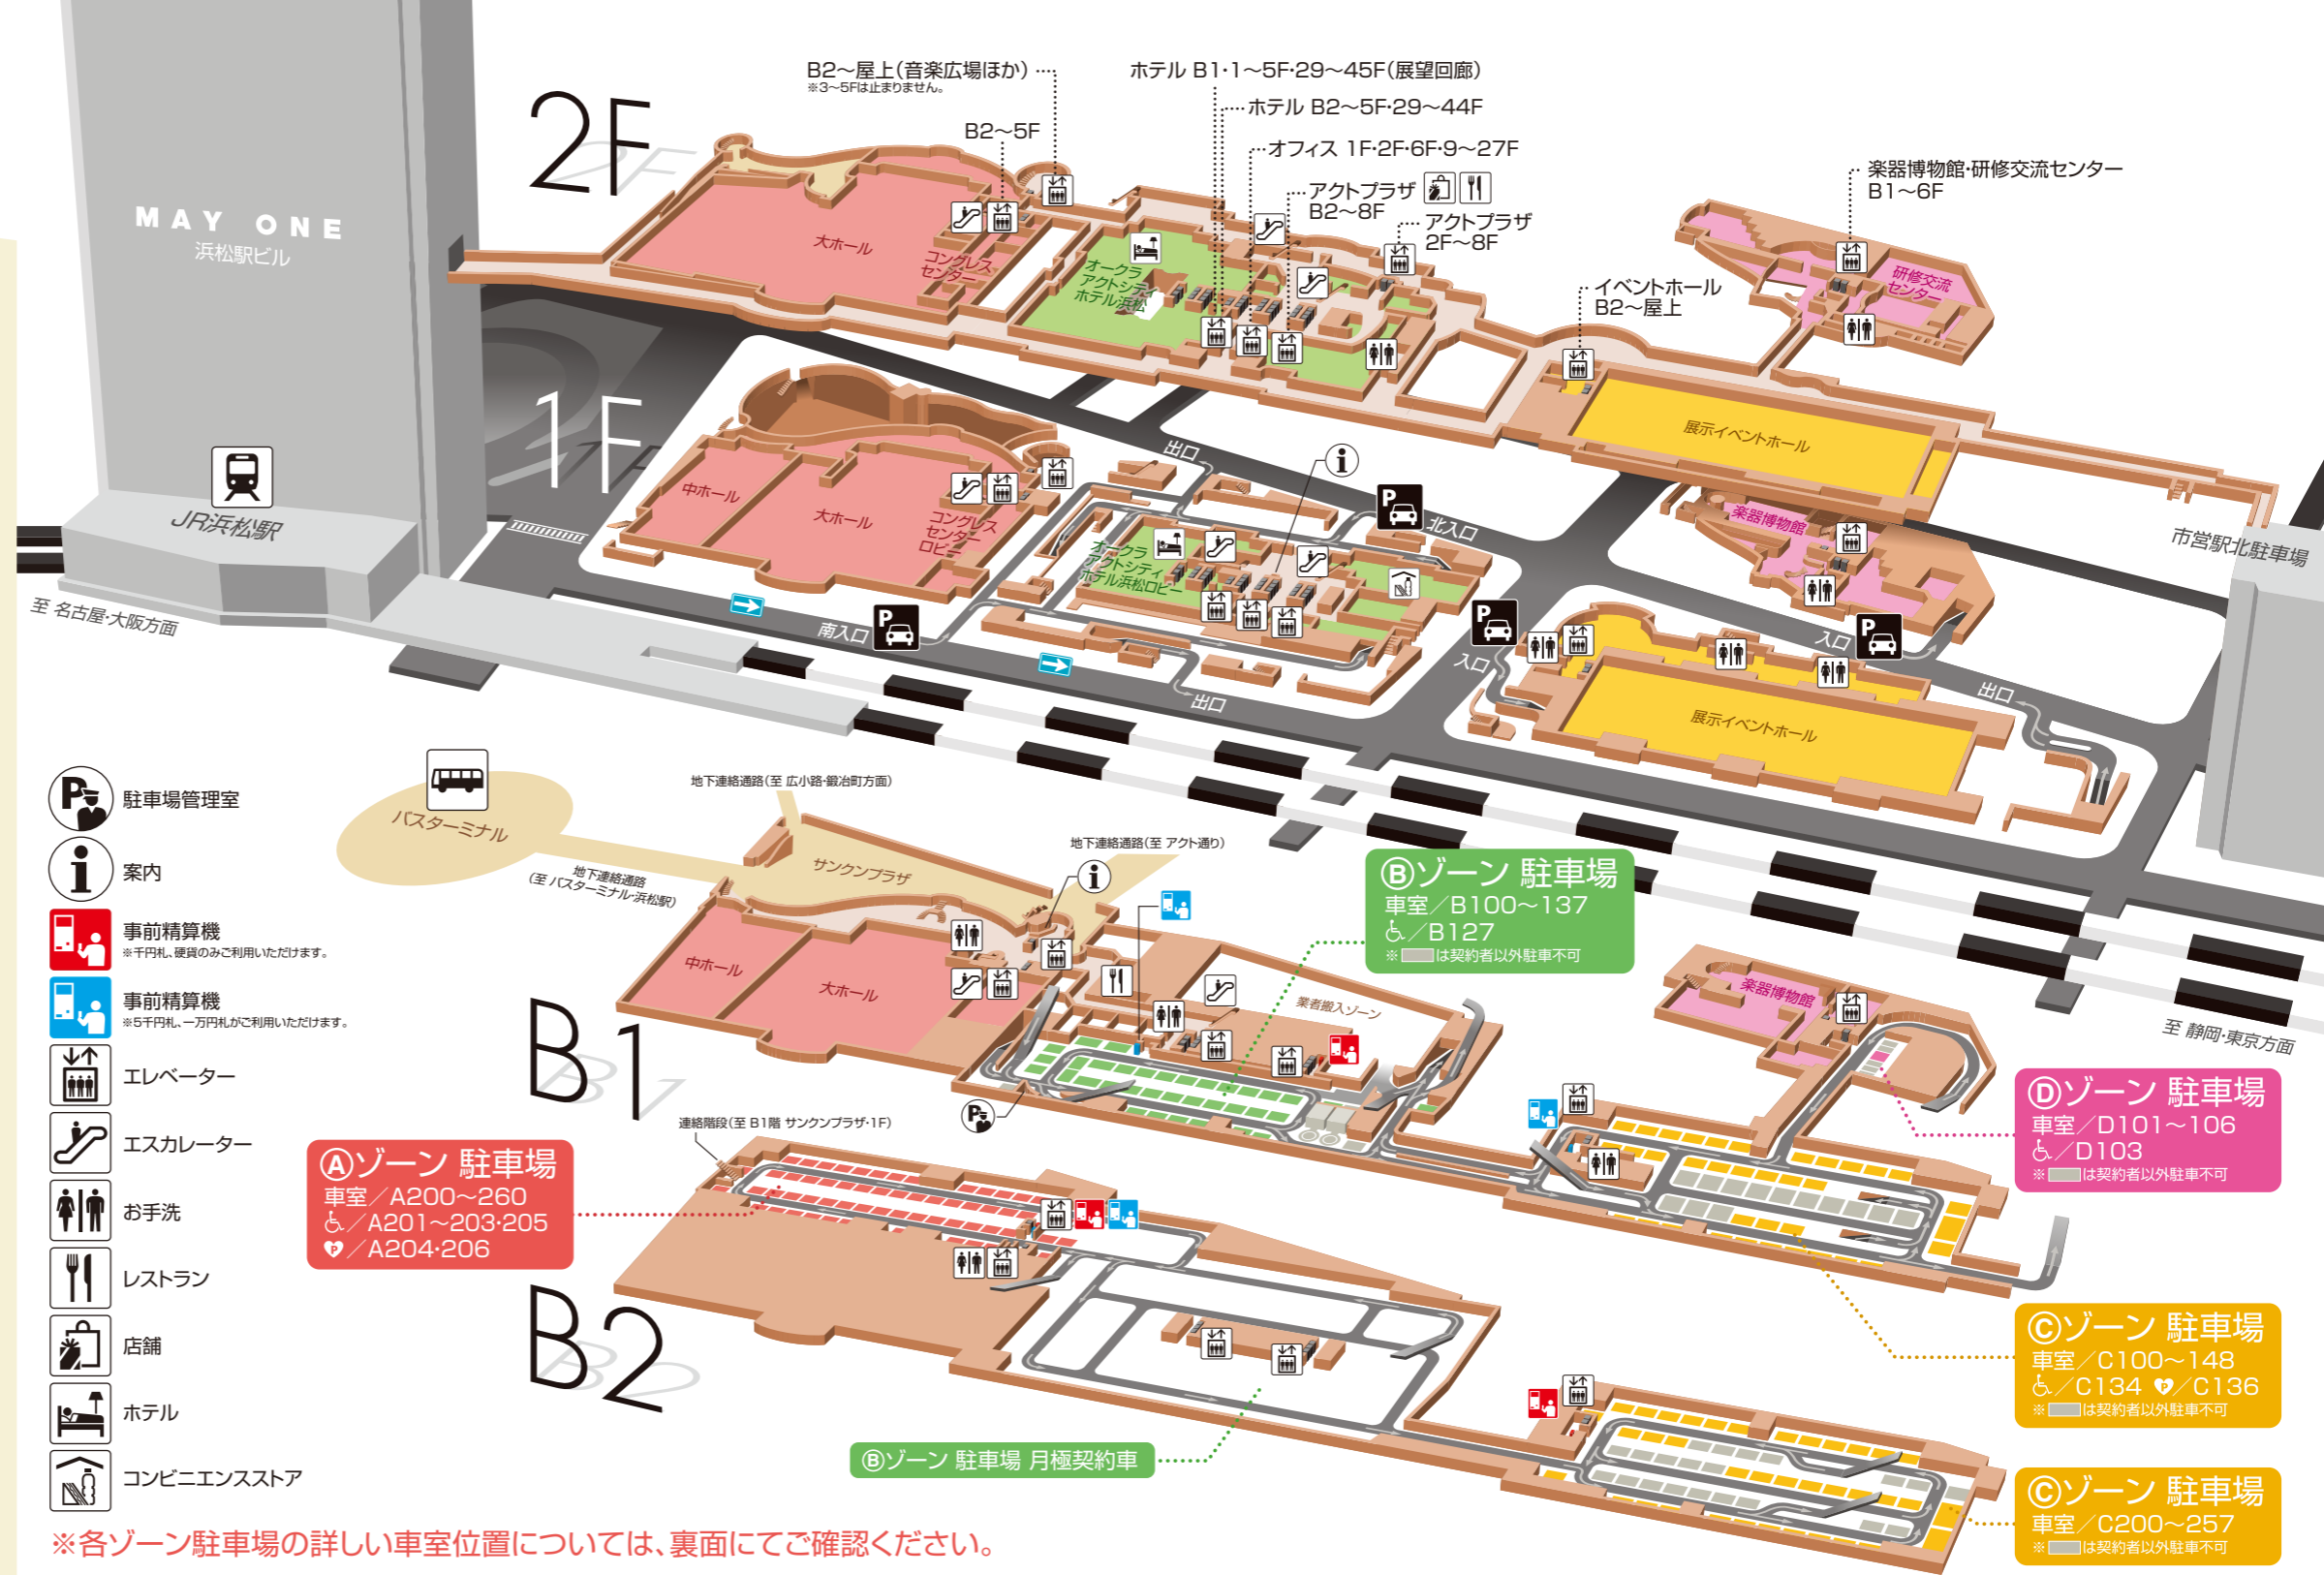 B2～屋上(音楽広場ほか)
※3～5Fは止まりません。
B2～5F
ホテル B1・1～5F・29～45F(展望回廊)
ホテル B2～5F・29～44F
オフィス 1F・2F・6F・9～27F
アクトプラザ
B2～8F
アクトプラザ
2F～8F
楽器博物館・研修交流センター
B1～6F
イベントホール
B2～屋上
2F
MAY ONE
浜松駅ビル
大ホール
コングレス
センター
オークラ
アクトシティ
ホテル浜松
研修交流
センター
展示イベントホール
1F
JR浜松駅
至 名古屋・大阪方面
中ホール
大ホール
コングレス
センター
ロビー
出口
i
P
北入口
オークラ
アクトシティ
ホテル浜松ロビー
南入口
P
出口
P
入口
楽器博物館
入口
P
出口
展示イベントホール
市営駅北駐車場
至 静岡・東京方面
バスターミナル
地下連絡通路(至 広小路・鍛冶町方面)
地下連絡通路
(至 バスターミナル・浜松駅)
サンクンプラザ
地下連絡通路(至 アクト通り)
i
B1
中ホール
大ホール
業者搬入ゾーン
P
楽器博物館
Ⓑゾーン 駐車場
車室／B100～137
／B127
※は契約者以外駐車不可
Ⓓゾーン 駐車場
車室／D101～106
／D103
※は契約者以外駐車不可
連絡階段(至 B1階 サンクンプラザ・1F)
Ⓐゾーン 駐車場
車室／A200～260
／A201～203・205
P／A204・206
B2
Ⓑゾーン 駐車場 月極契約車
Ⓒゾーン 駐車場
車室／C100～148
／C134 P／C136
※は契約者以外駐車不可
Ⓒゾーン 駐車場
車室／C200～257
※は契約者以外駐車不可
P
駐車場管理室
i
案内
事前精算機
※千円札、硬貨のみご利用いただけます。
事前精算機
※5千円札、一万円札がご利用いただけます。
エレベーター
エスカレーター
お手洗
レストラン
店舗
ホテル
コンビニエンスストア
※各ゾーン駐車場の詳しい車室位置については、裏面にてご確認ください。